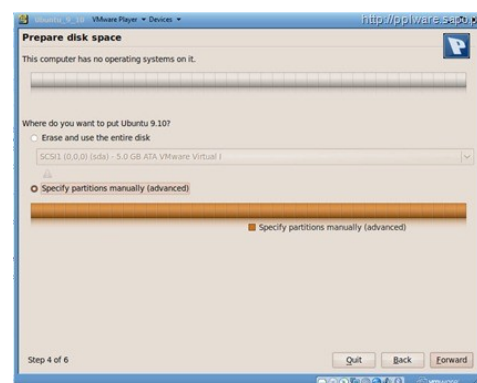 Ubuntu_9_10 VMware Player Devices
http://pplware.sapo.p
Prepare disk space
This computer has no operating systems on it.
Where do you want to put Ubuntu 9.10?
Erase and use the entire disk
SCSI1 (0,0,0) (sda) - 5.0 GB ATA VMware Virtual I
Specify partitions manually (advanced)
Specify partitions manually (advanced)
Step 4 of 6
Quit Back Forward
vmware